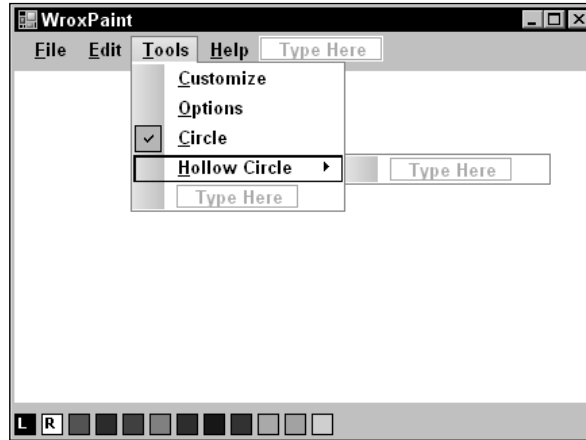 WroxPaint
File Edit Tools Help Type Here
Customize
Options
Circle
Hollow Circle Type Here
Type Here
L R